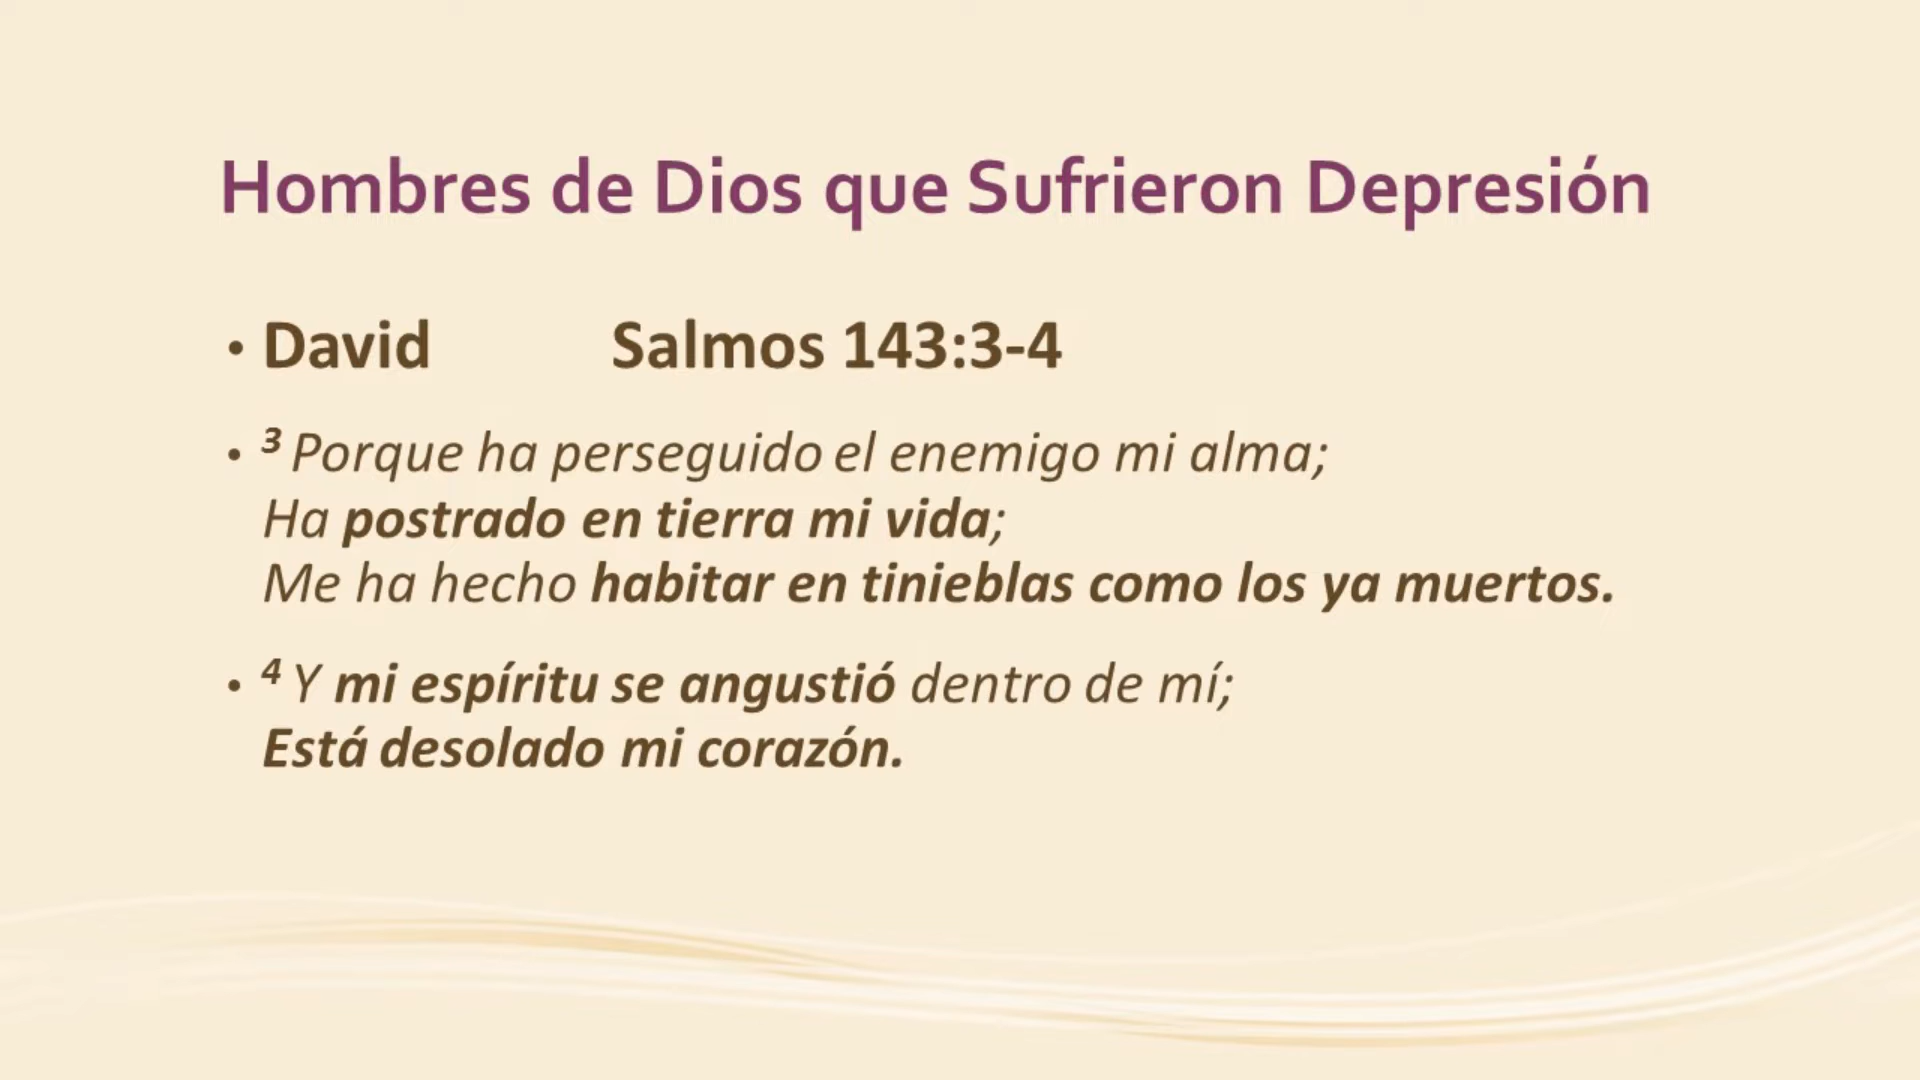 Hombres de Dios que Sufrieron Depresión
• David Salmos 143:3-4
• ³ Porque ha perseguido el enemigo mi alma;
Ha postrado en tierra mi vida;
Me ha hecho habitar en tinieblas como los ya muertos.
• ⁴ Y mi espíritu se angustió dentro de mí;
Está desolado mi corazón.